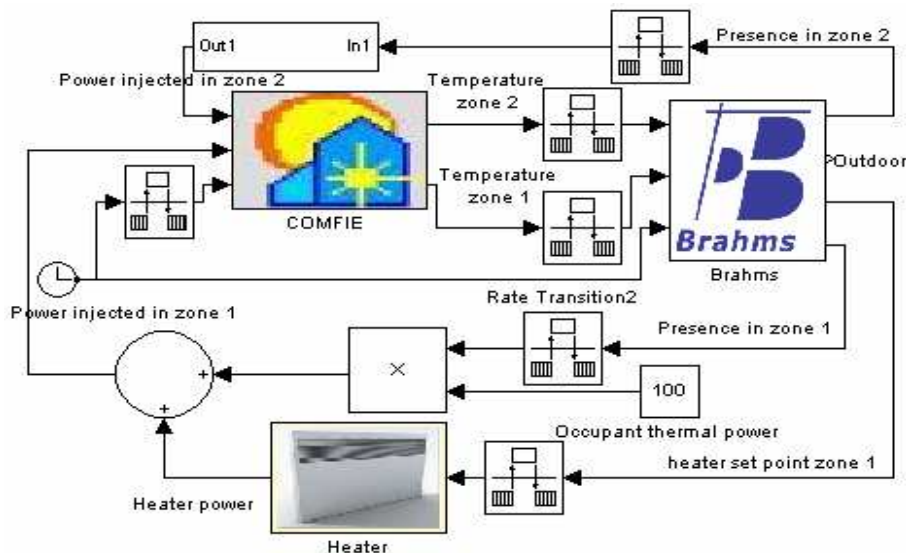 Out1
In1
Presence in zone 2
Power injected in zone 2
Temperature
zone 2
Outdoor
Temperature
zone 1
COMFIE
Brahms
Brahms
Power injected in zone 1
Rate Transition2
Presence in zone 1
+
×
100
+
Occupant thermal power
heater set point zone 1
Heater power
Heater